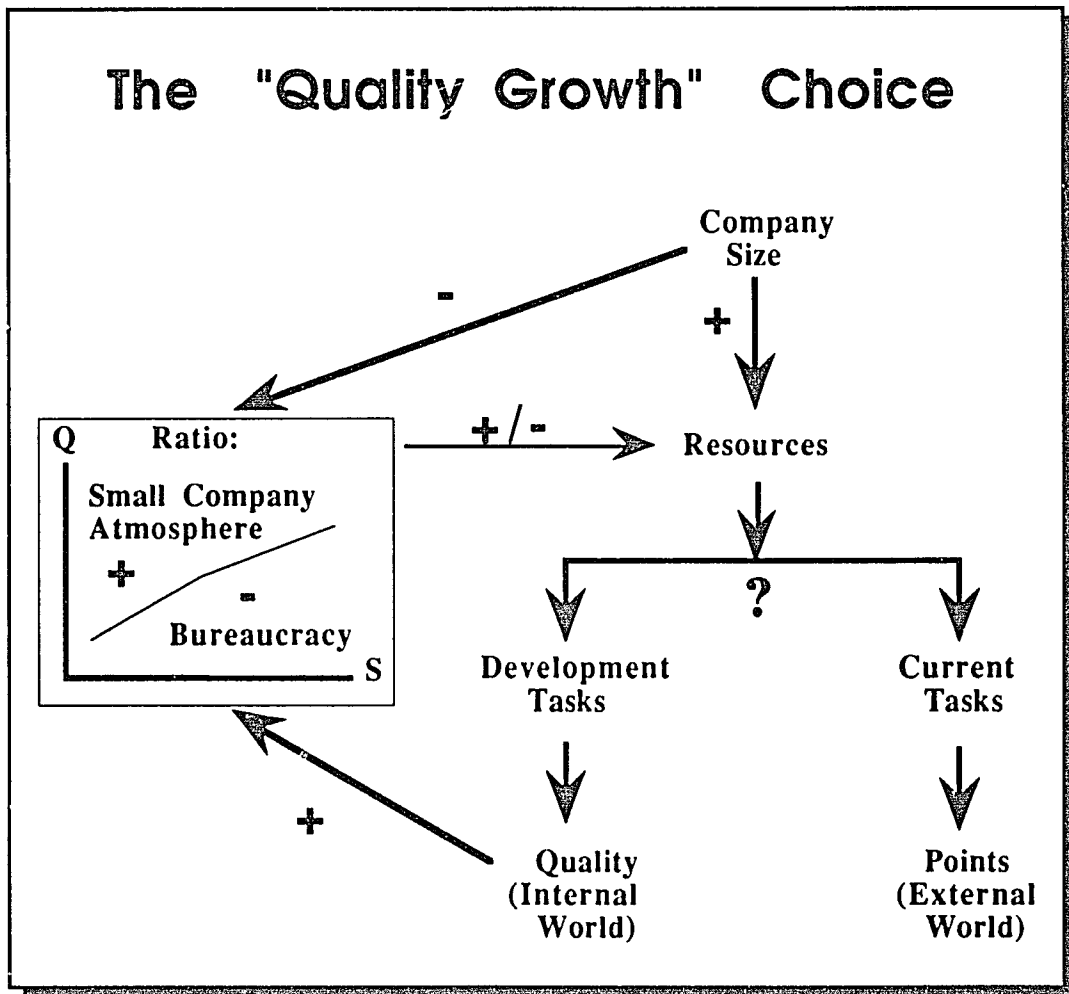 The "Quality Growth" Choice
Company
Size
-
+
Q Ratio:
+/-
Resources
Small Company
Atmosphere
+
-
Bureaucracy
S
?
Development
Tasks
Current
Tasks
+
Quality
(Internal
World)
Points
(External
World)